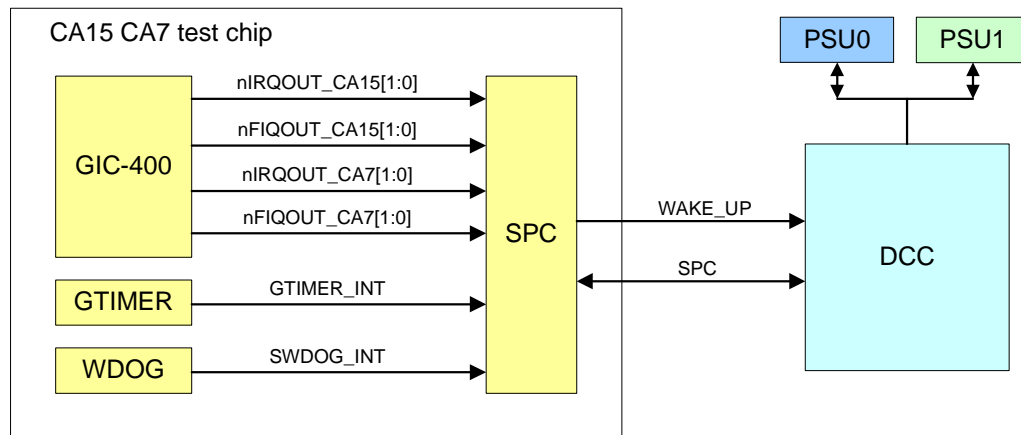 CA15 CA7 test chip
PSU0
PSU1
nIRQOUT_CA15[1:0]
nFIQOUT_CA15[1:0]
GIC-400
nIRQOUT_CA7[1:0]
nFIQOUT_CA7[1:0]
SPC
WAKE_UP
DCC
SPC
GTIMER
GTIMER_INT
WDOG
SWDOG_INT